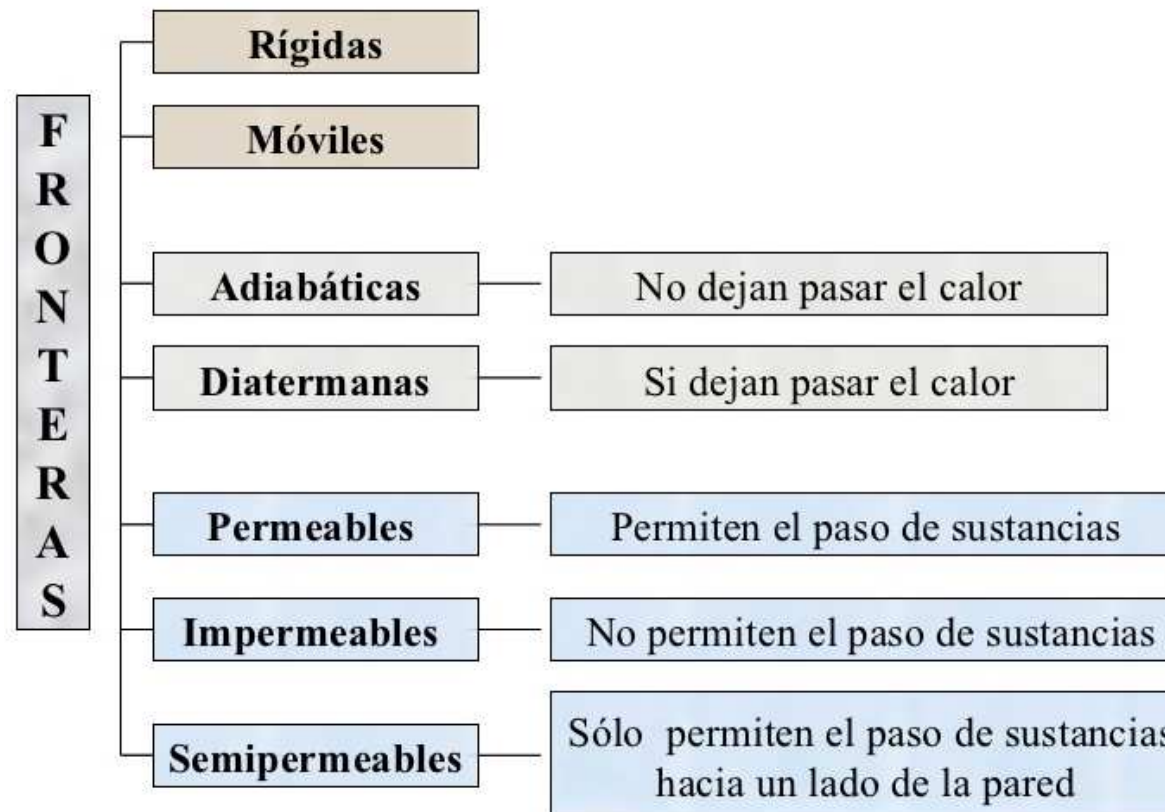 FRONTERAS
Rígidas
Móviles
Adiabáticas
No dejan pasar el calor
Diatermanas
Si dejan pasar el calor
Permeables
Permiten el paso de sustancias
Impermeables
No permiten el paso de sustancias
Semipermeables
Sólo permiten el paso de sustancias
hacia un lado de la pared